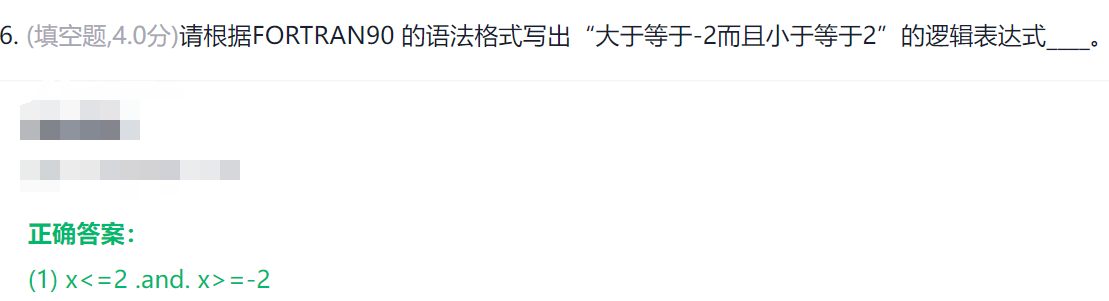 6. (填空题,4.0分)请根据FORTRAN90 的语法格式写出“大于等于-2而且小于等于2”的逻辑表达式____。
正确答案：
(1) x<=2 .and. x>=-2